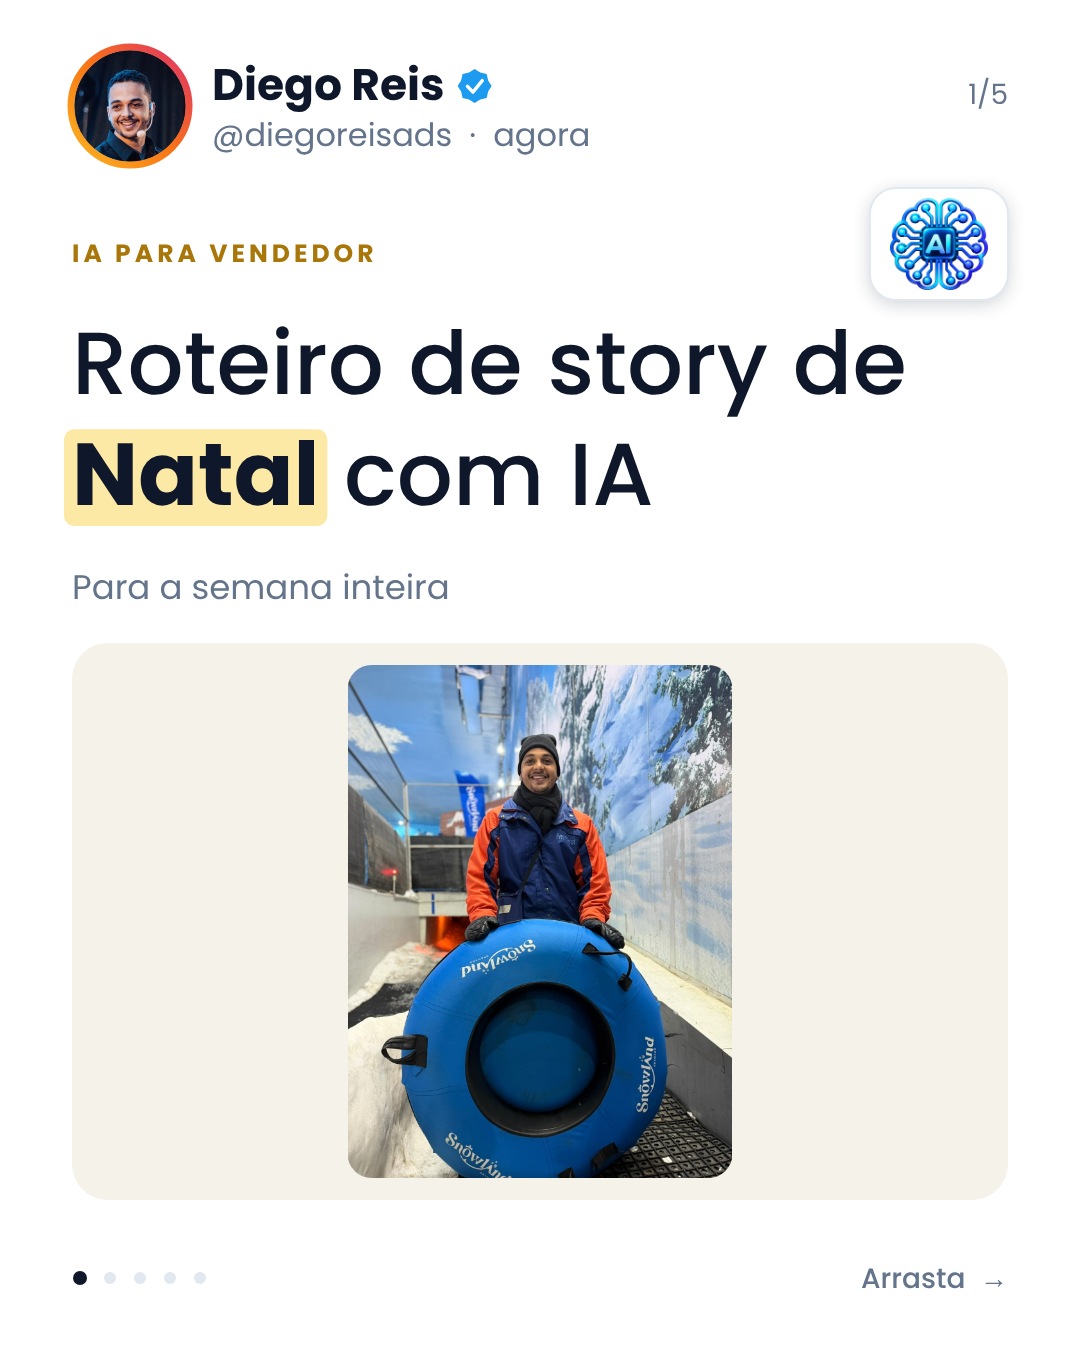 Diego Reis
@diegoreisads · agora
1/5
AI
IA PARA VENDEDOR
Roteiro de story de
Natal com IA
Para a semana inteira
Snowland
Snowland
Snowland
Snowland
Arrasta →